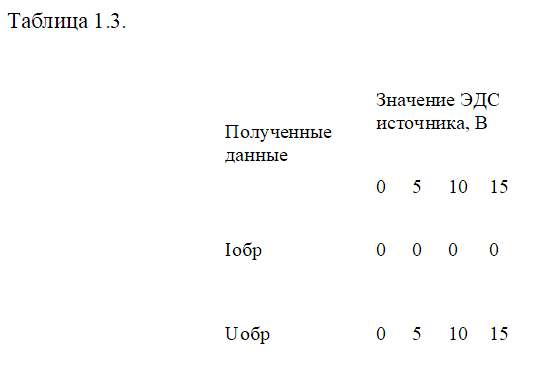 Таблица 1.3.
Значение ЭДС
источника, В
Полученные
данные
0 5 10 15
Iобр 0 0 0 0
Uобр 0 5 10 15